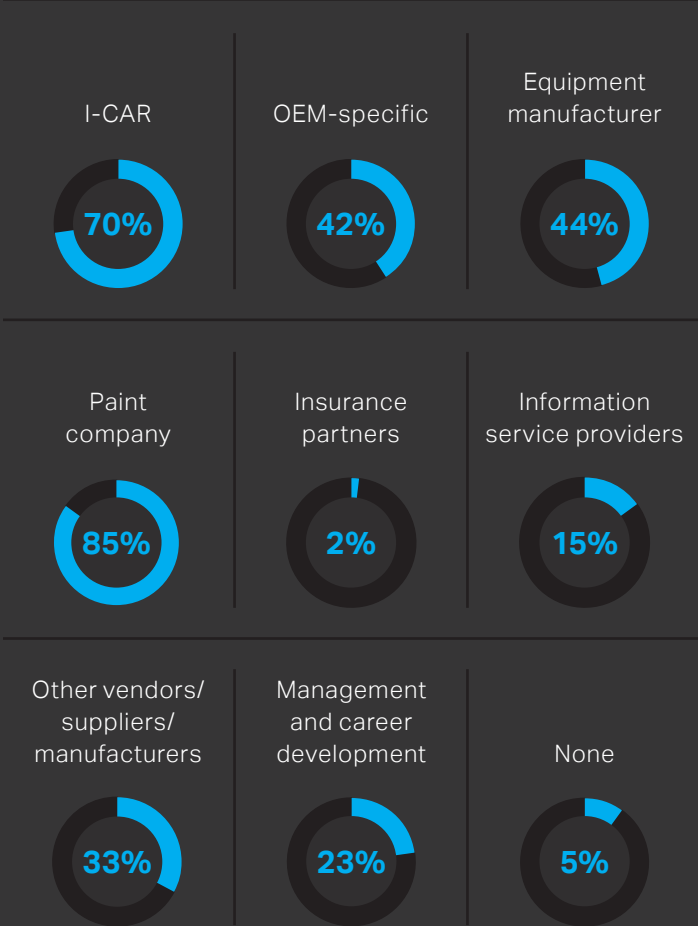 I-CAR
70%
OEM-specific
42%
Equipment
manufacturer
44%
Paint
company
85%
Insurance
partners
2%
Information
service providers
15%
Other vendors/
suppliers/
manufacturers
33%
Management
and career
development
23%
None
5%